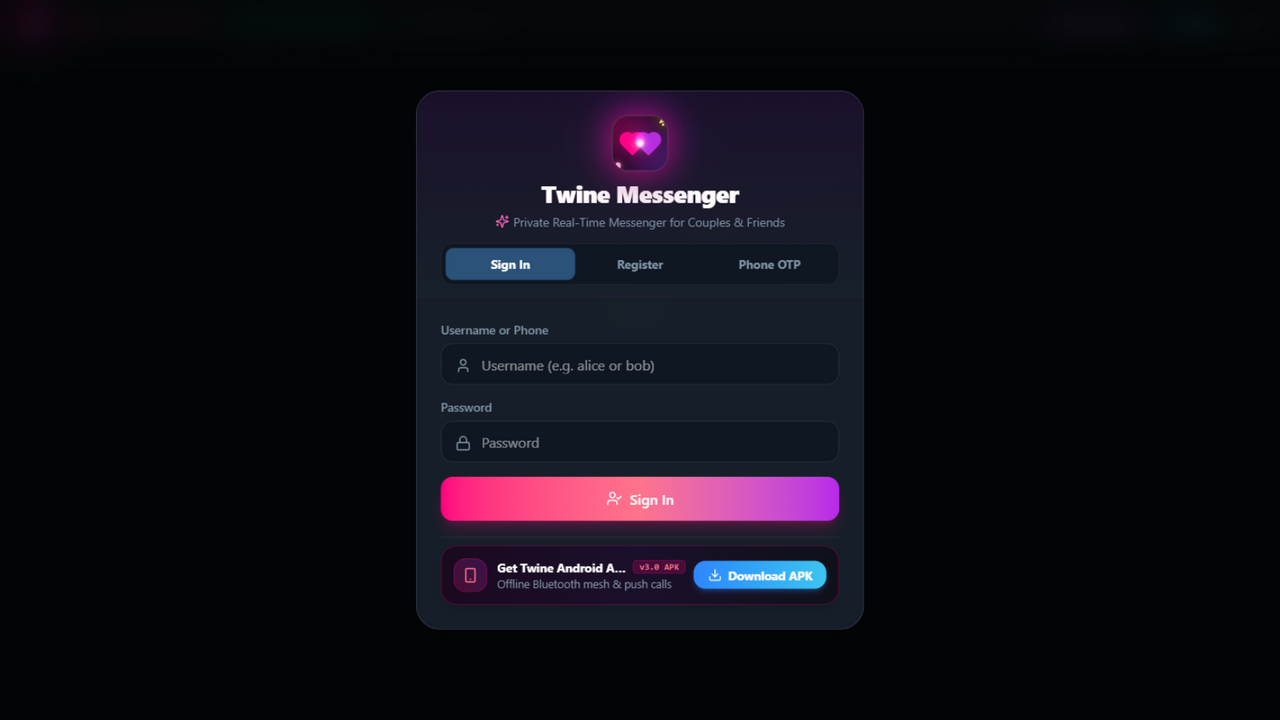 Twine Messenger
Private Real-Time Messenger for Couples & Friends
Sign In
Register
Phone OTP
Username or Phone
Username (e.g. alice or bob)
Password
Password
Sign In
Get Twine Android A... v3.0 APK
Offline Bluetooth mesh & push calls
Download APK